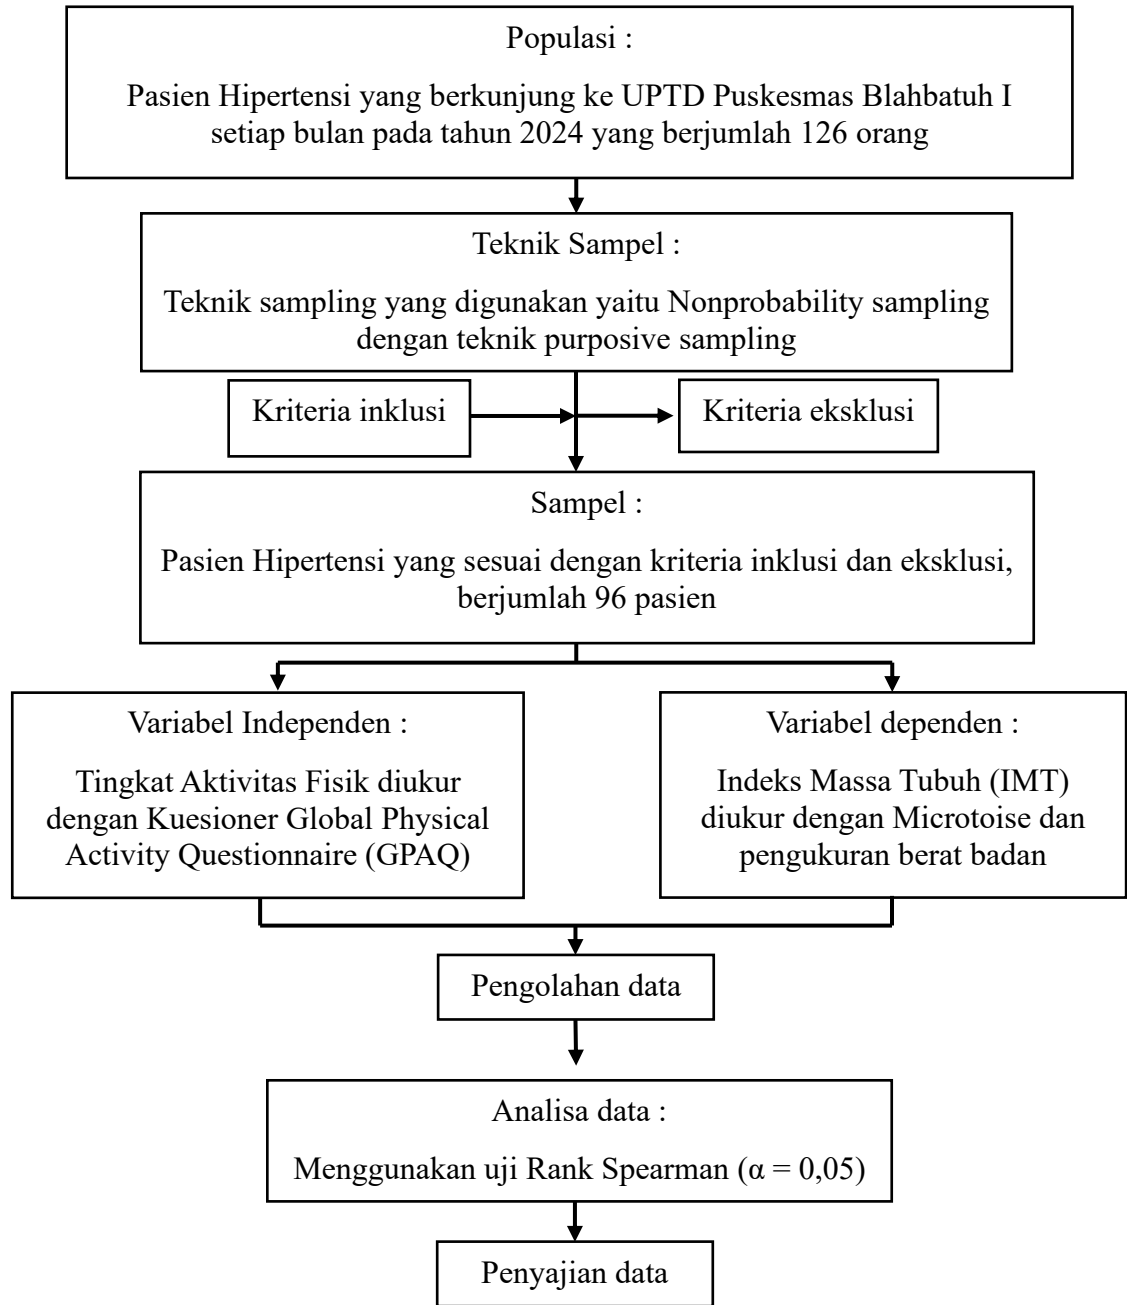 Populasi :
Pasien Hipertensi yang berkunjung ke UPTD Puskesmas Blahbatuh I
setiap bulan pada tahun 2024 yang berjumlah 126 orang
Teknik Sampel :
Teknik sampling yang digunakan yaitu Nonprobability sampling
dengan teknik purposive sampling
Kriteria inklusi
Kriteria eksklusi
Sampel :
Pasien Hipertensi yang sesuai dengan kriteria inklusi dan eksklusi,
berjumlah 96 pasien
Variabel Independen :
Tingkat Aktivitas Fisik diukur
dengan Kuesioner Global Physical
Activity Questionnaire (GPAQ)
Variabel dependen :
Indeks Massa Tubuh (IMT)
diukur dengan Microtoise dan
pengukuran berat badan
Pengolahan data
Analisa data :
Menggunakan uji Rank Spearman (α = 0,05)
Penyajian data